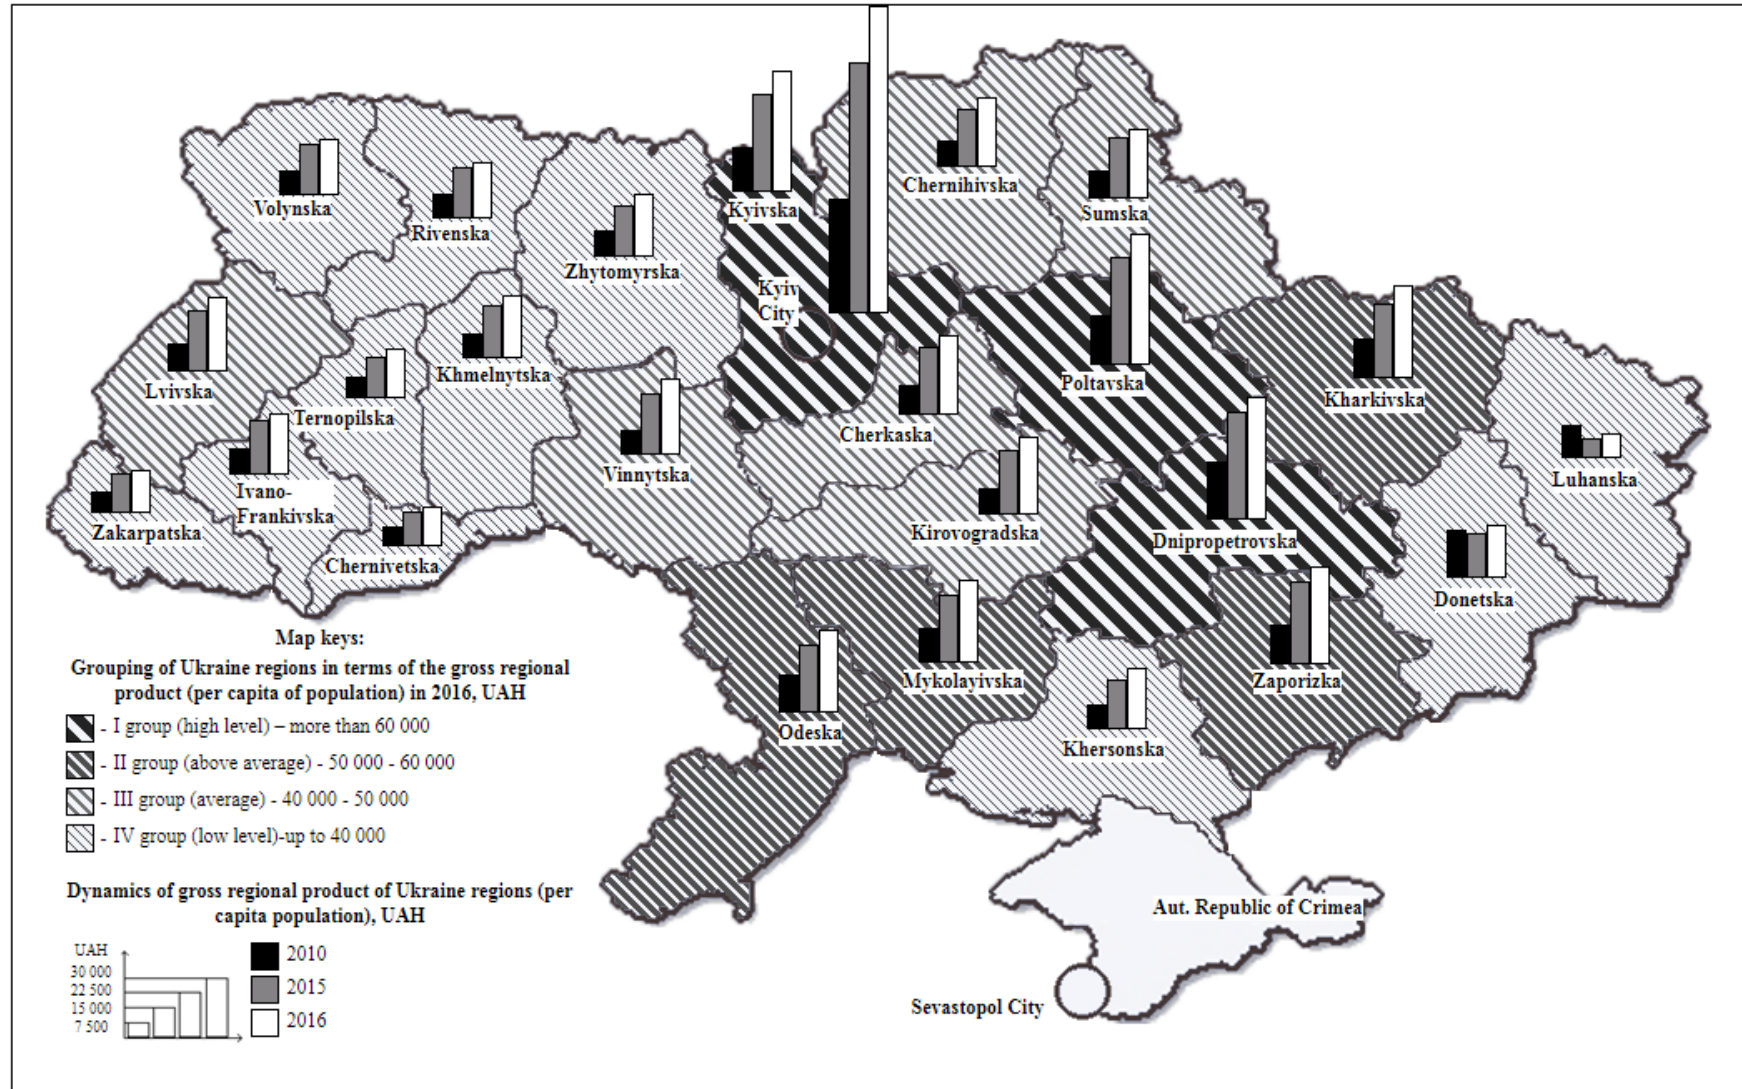 Kyivska
Chernihivska
Sumska
Volynska
Rivenska
Zhytomyrska
Kyiv
City
Lvivska
Ternopilska
Khmelnytska
Poltavska
Kharkivska
Cherkaska
Vinnytska
Luhanska
Ivano-
Frankivska
Zakarpatska
Chernivetska
Kirovogradska
Dnipropetrovska
Donetska
Mykolayivska
Zaporizka
Odeska
Khersonska
Aut. Republic of Crimea
Sevastopol City
Map keys:
Grouping of Ukraine regions in terms of the gross regional
product (per capita of population) in 2016, UAH
- I group (high level) – more than 60 000
- II group (above average) - 50 000 - 60 000
- III group (average) - 40 000 - 50 000
- IV group (low level)-up to 40 000
Dynamics of gross regional product of Ukraine regions (per
capita population), UAH
UAH
30 000
22 500
15 000
7 500
2010
2015
2016